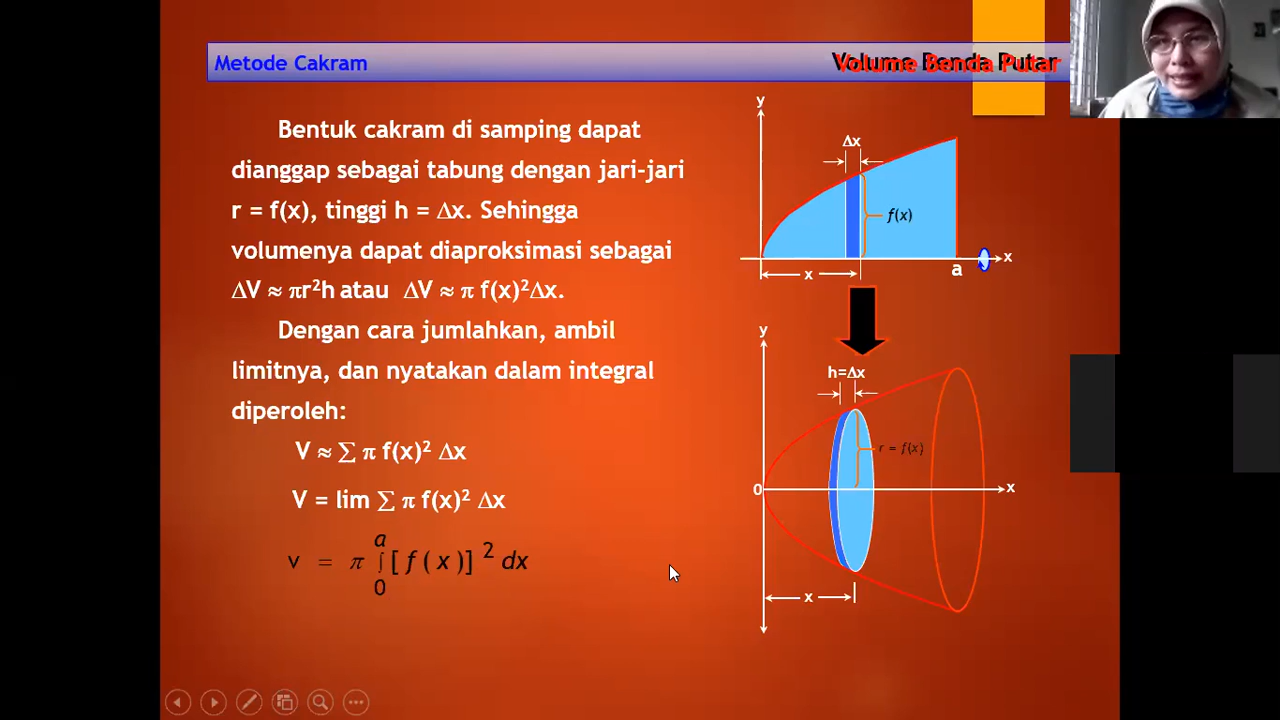 Metode Cakram
Volume Benda Putar
Bentuk cakram di samping dapat
dianggap sebagai tabung dengan jari-jari
r = f(x), tinggi h = Δx. Sehingga
volumenya dapat diaproksimasi sebagai
ΔV ≈ πr²h atau ΔV ≈ π f(x)²Δx.
Dengan cara jumlahkan, ambil
limitnya, dan nyatakan dalam integral
diperoleh:
V ≈ ∑ π f(x)² Δx
V = lim ∑ π f(x)² Δx
v = π ∫₀ᵃ [f(x)]² dx
y
Δx
f(x)
x
a
x
y
h=Δx
r = f(x)
0
x
x